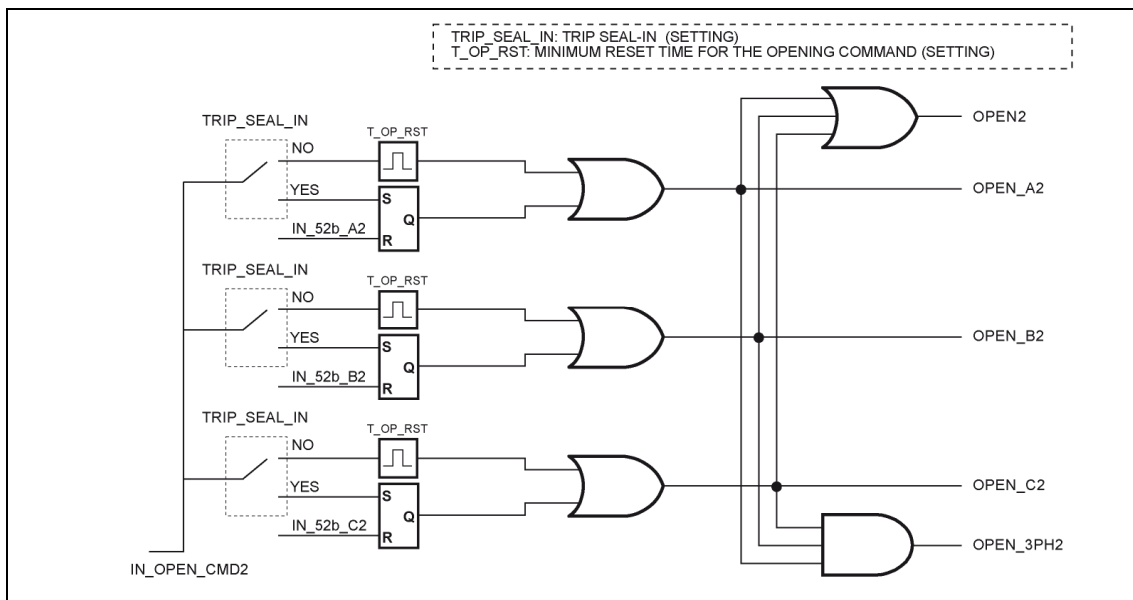 TRIP_SEAL_IN: TRIP SEAL-IN (SETTING)
T_OP_RST: MINIMUM RESET TIME FOR THE OPENING COMMAND (SETTING)
OPEN2
TRIP_SEAL_IN
T_OP_RST
NO
YES
S
Q
R
IN_52b_A2
OPEN_A2
TRIP_SEAL_IN
T_OP_RST
NO
YES
S
Q
R
IN_52b_B2
OPEN_B2
TRIP_SEAL_IN
T_OP_RST
NO
YES
S
Q
R
IN_52b_C2
OPEN_C2
OPEN_3PH2
IN_OPEN_CMD2